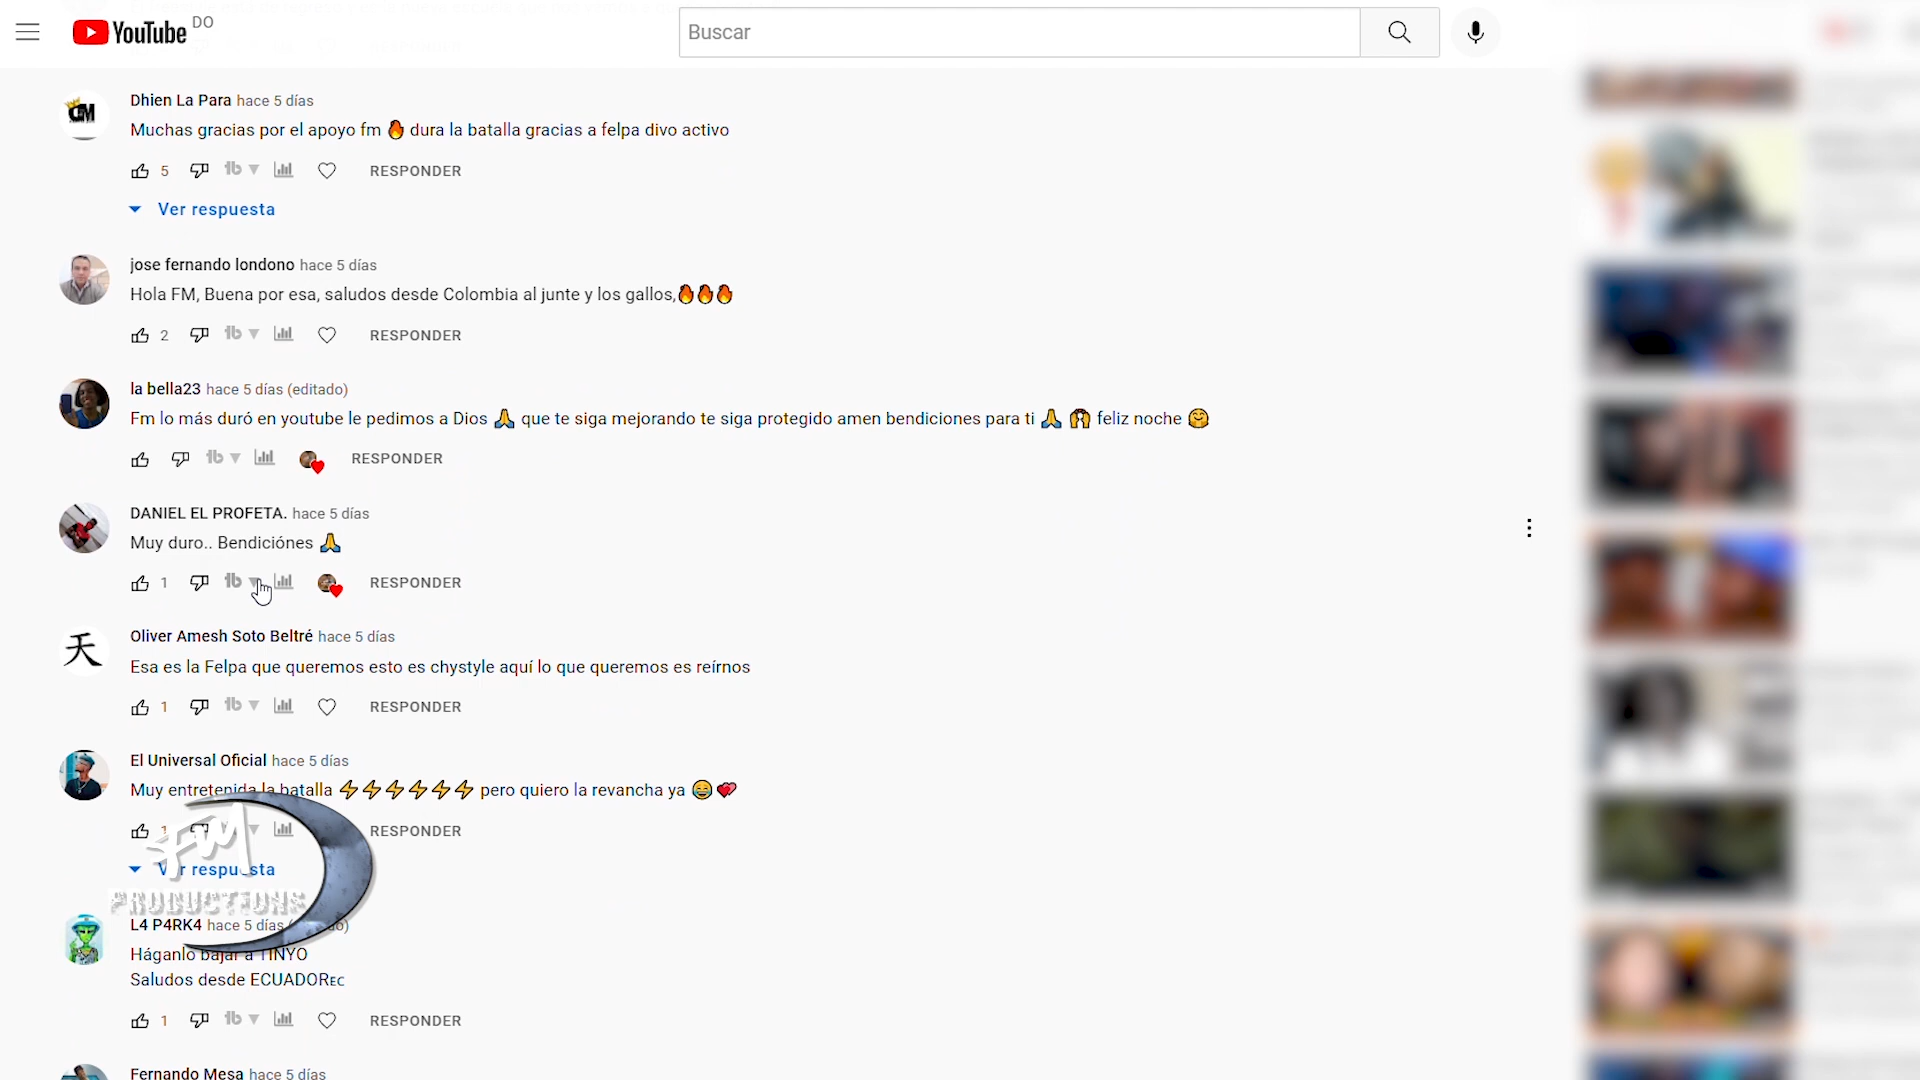 YouTube DO
Buscar
Dhien La Para hace 5 días
Muchas gracias por el apoyo fm 🔥 dura la batalla gracias a felpa divo activo
5 RESPONDER
Ver respuesta
jose fernando londono hace 5 días
Hola FM, Buena por esa, saludos desde Colombia al junte y los gallos,🔥🔥🔥
2 RESPONDER
la bella23 hace 5 días (editado)
Fm lo más duró en youtube le pedimos a Dios 🙏 que te siga mejorando te siga protegido amen bendiciones para ti 🙏 🙌 feliz noche 🤗
RESPONDER
DANIEL EL PROFETA. hace 5 días
Muy duro.. Bendiciónes 🙏
1 RESPONDER
天
Oliver Amesh Soto Beltré hace 5 días
Esa es la Felpa que queremos esto es chystyle aquí lo que queremos es reírnos
1 RESPONDER
El Universal Oficial hace 5 días
Muy entretenida la batalla ⚡⚡⚡⚡⚡⚡ pero quiero la revancha ya 😂💕
1 RESPONDER
Ver respuesta
FM
PRODUCTIONS
L4 P4RK4 hace 5 días
Háganlo bajar a TINYO
Saludos desde ECUADOREC
1 RESPONDER
Fernando Mesa hace 5 días